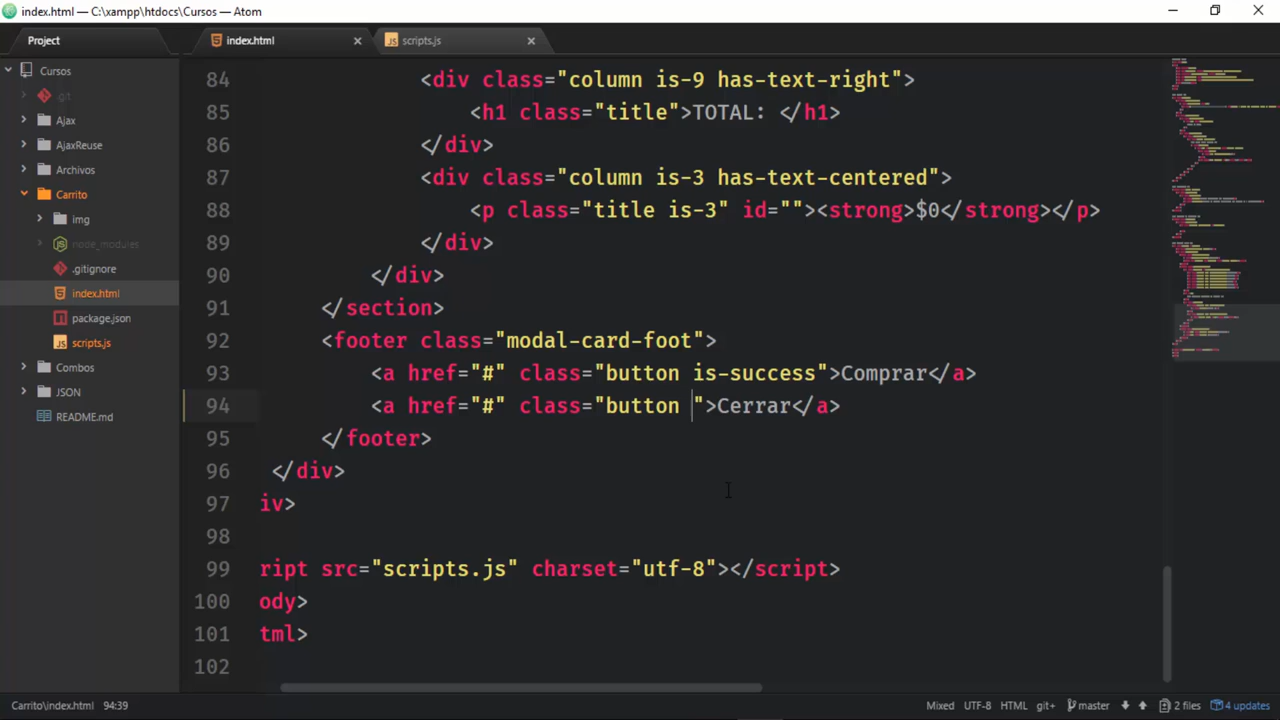 index.html — C:\xampp\htdocs\Cursos — Atom
Project
index.html
scripts.js
Cursos
.git
Ajax
AjaxReuse
Archivos
Carrito
img
node_modules
.gitignore
index.html
package.json
scripts.js
Combos
JSON
README.md
84 <div class="column is-9 has-text-right">
85 <h1 class="title">TOTAL: </h1>
86 </div>
87 <div class="column is-3 has-text-centered">
88 <p class="title is-3" id=""><strong>$0</strong></p>
89 </div>
90 </div>
91 </section>
92 <footer class="modal-card-foot">
93 <a href="#" class="button is-success">Comprar</a>
94 <a href="#" class="button ">Cerrar</a>
95 </footer>
96 </div>
97 iv>
98
99 ript src="scripts.js" charset="utf-8"></script>
100 ody>
101 tml>
102
Carrito\index.html 94:39
Mixed UTF-8 HTML git+ master 2 files 4 updates